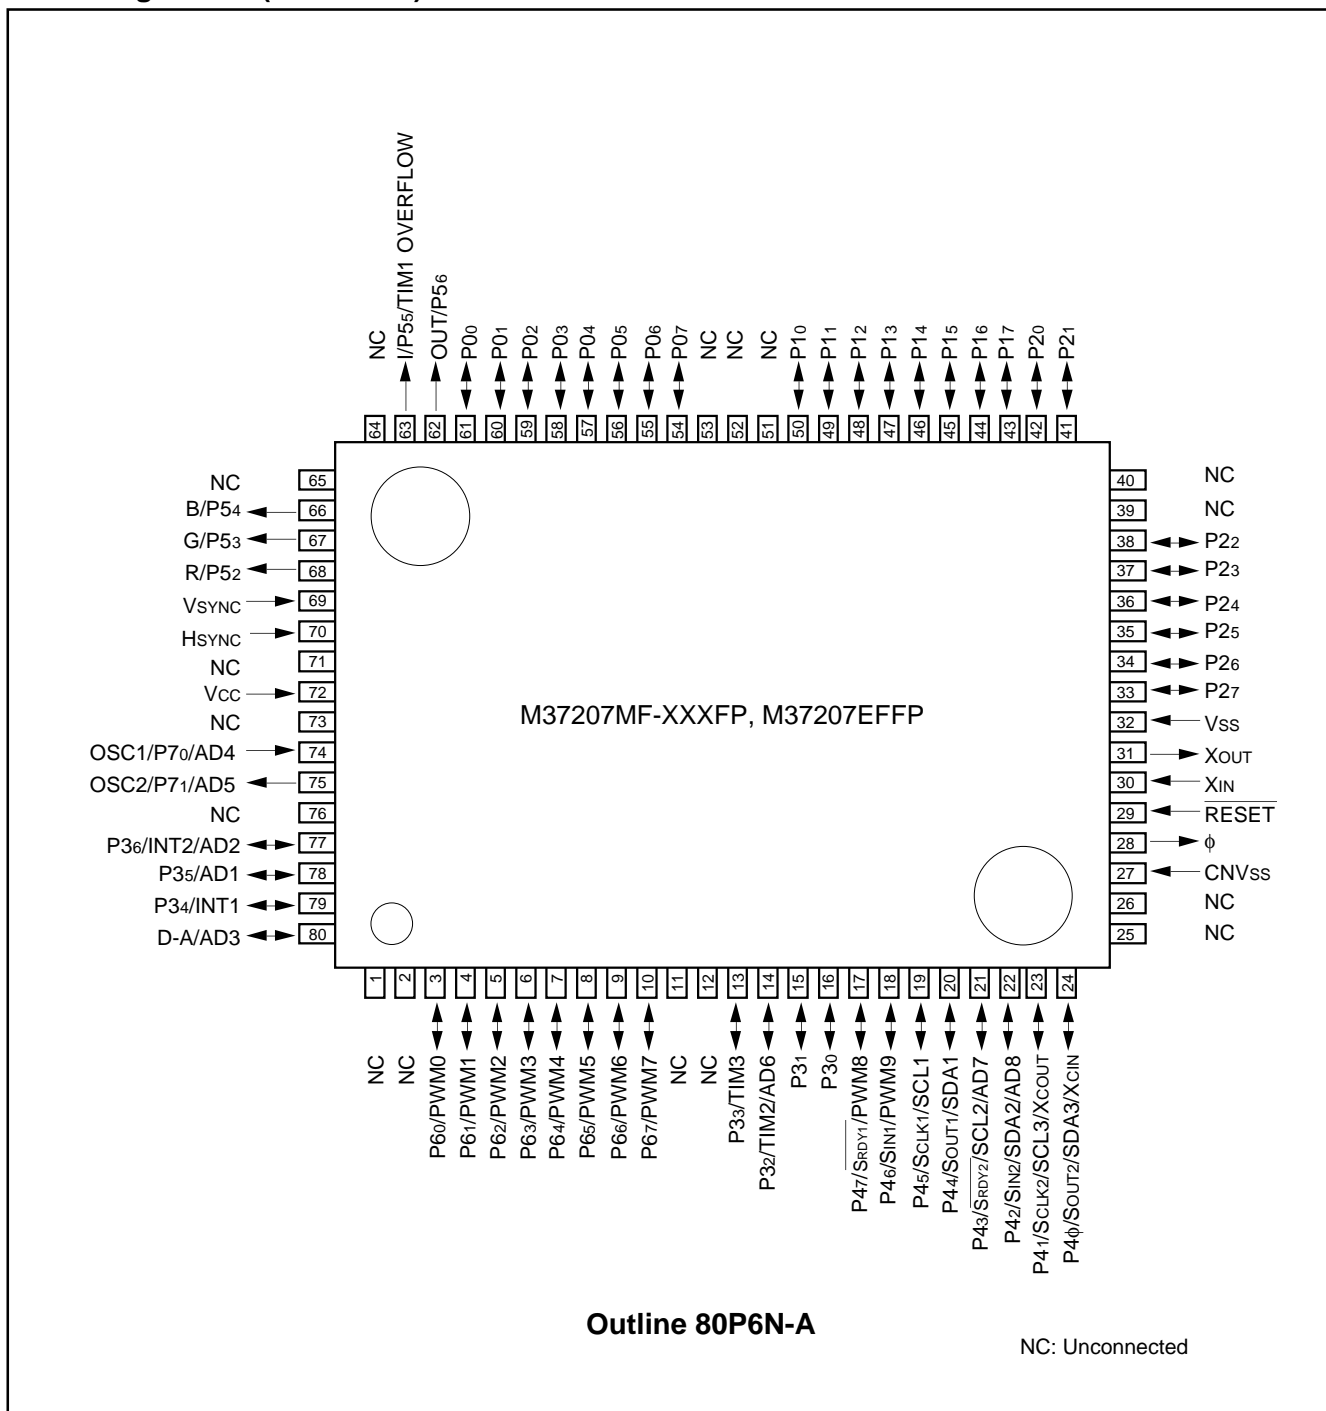 NC
I/P55/TIM1 OVERFLOW
OUT/P56
P00
P01
P02
P03
P04
P05
P06
P07
NC
NC
NC
P10
P11
P12
P13
P14
P15
P16
P17
P20
P21
64
63
62
61
60
59
58
57
56
55
54
53
52
51
50
49
48
47
46
45
44
43
42
41
NC 65
B/P54 66
G/P53 67
R/P52 68
VSYNC 69
HSYNC 70
NC 71
VCC 72
NC 73
OSC1/P70/AD4 74
OSC2/P71/AD5 75
NC 76
P36/INT2/AD2 77
P35/AD1 78
P34/INT1 79
D-A/AD3 80
M37207MF-XXXFP, M37207EFFP
40 NC
39 NC
38 P22
37 P23
36 P24
35 P25
34 P26
33 P27
32 VSS
31 XOUT
30 XIN
29 RESET
28 ϕ
27 CNVSS
26 NC
25 NC
1
2
3
4
5
6
7
8
9
10
11
12
13
14
15
16
17
18
19
20
21
22
23
24
NC
NC
P60/PWM0
P61/PWM1
P62/PWM2
P63/PWM3
P64/PWM4
P65/PWM5
P66/PWM6
P67/PWM7
NC
NC
P33/TIM3
P32/TIM2/AD6
P31
P30
P47/SRDY1/PWM8
P46/SIN1/PWM9
P45/SCLK1/SCL1
P44/SOUT1/SDA1
P43/SRDY2/SCL2/AD7
P42/SIN2/SDA2/AD8
P41/SCLK2/SCL3/XCOUT
P4ϕ/SOUT2/SDA3/XCIN
Outline 80P6N-A
NC: Unconnected